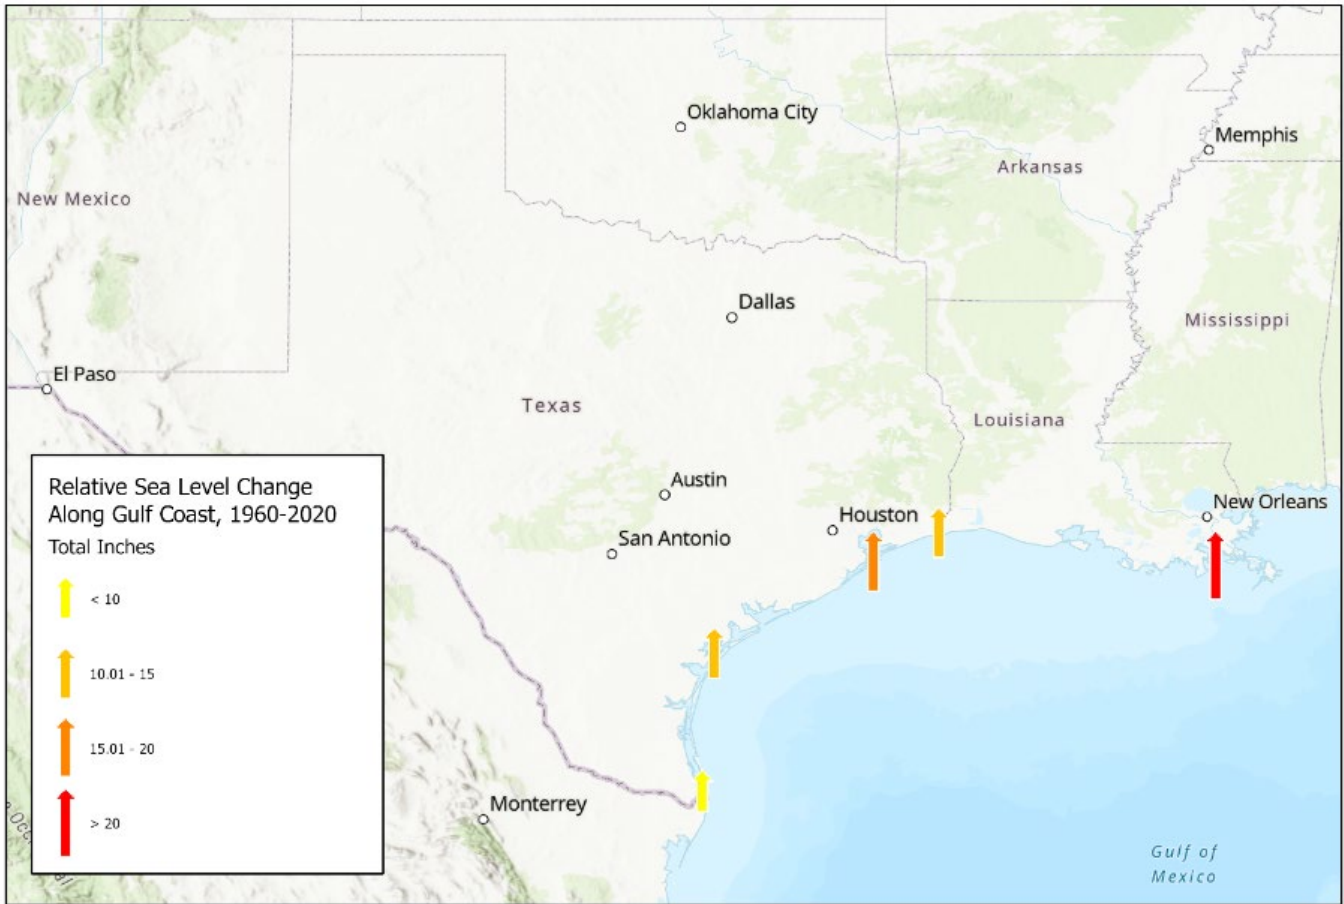 Oklahoma City
Memphis
Arkansas
New Mexico
Dallas
Mississippi
El Paso
Texas
Louisiana
Austin
Houston
New Orleans
San Antonio
Relative Sea Level Change
Along Gulf Coast, 1960-2020
Total Inches
< 10
10.01 - 15
15.01 - 20
> 20
Monterrey
Gulf of
Mexico